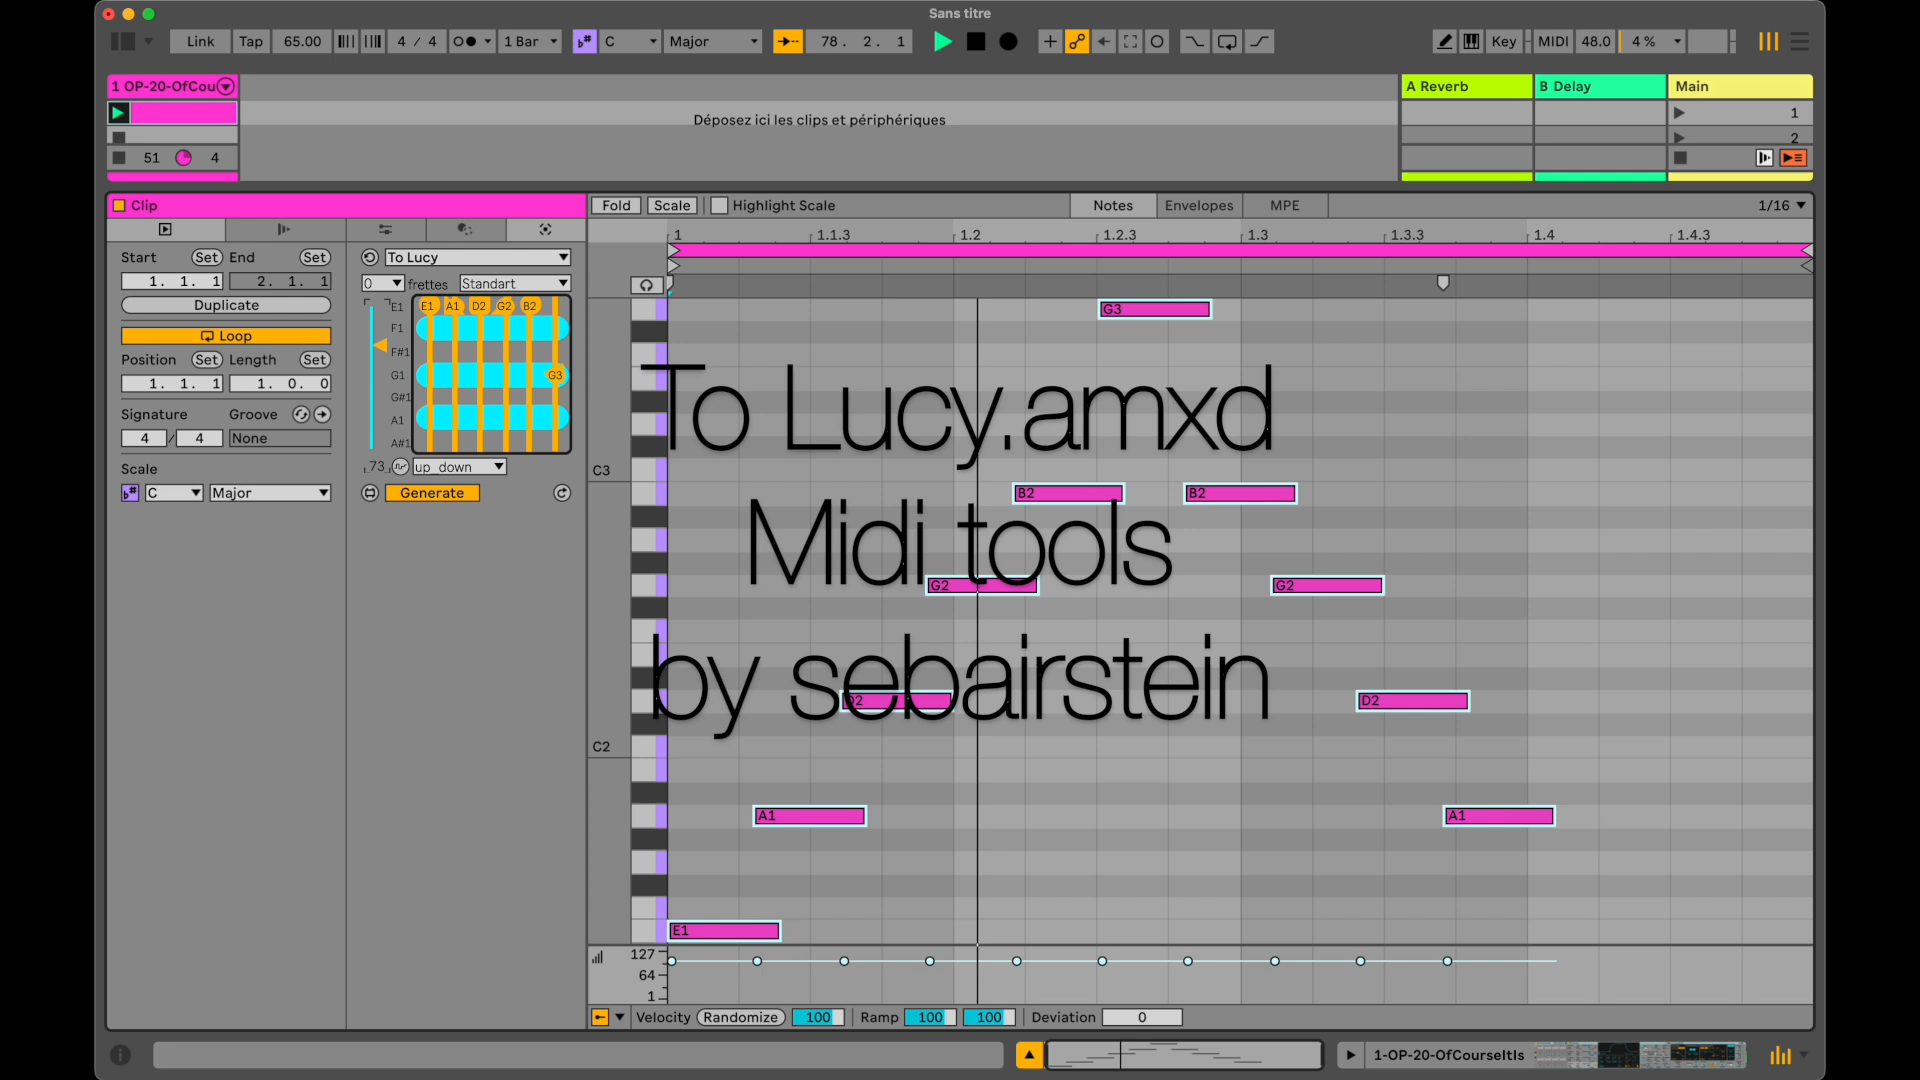 Sans titre
Link Tap 65.00 4 / 4 1 Bar C Major 78. 2. 1 Key MIDI 48.0 4 %
1 OP-20-OfCou A Reverb B Delay Main
Déposez ici les clips et périphériques
1
2
51 4
Clip Fold Scale Highlight Scale Notes Envelopes MPE 1/16
1 1.1.3 1.2 1.2.3 1.3 1.3.3 1.4 1.4.3
Start Set End Set
1. 1. 1 2. 1. 1
Duplicate
Loop
Position Set Length Set
1. 1. 1 1. 0. 0
Signature Groove
4 / 4 None
Scale
C Major
To Lucy
0 frettes Standart
E1 E1 A1 D2 G2 B2
F1
F#1
G1 G3
G#1
A1
A#1
73 up_down
Generate
G3
To Lucy.amxd
C3
B2 B2
Midi tools
G2 G2
by sebairstein
D2 D2
C2
A1 A1
E1
127
64
1
Velocity Randomize 100 Ramp 100 100 Deviation 0
1-OP-20-OfCourseItIs